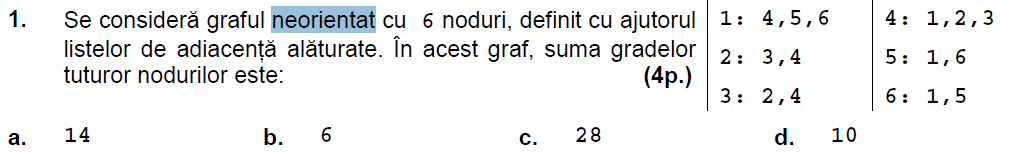 1. Se consideră graful neorientat cu 6 noduri, definit cu ajutorul
listelor de adiacență alăturate. În acest graf, suma gradelor
tuturor nodurilor este: (4p.)
1: 4,5,6 4: 1,2,3
2: 3,4 5: 1,6
3: 2,4 6: 1,5
a. 14 b. 6 c. 28 d. 10